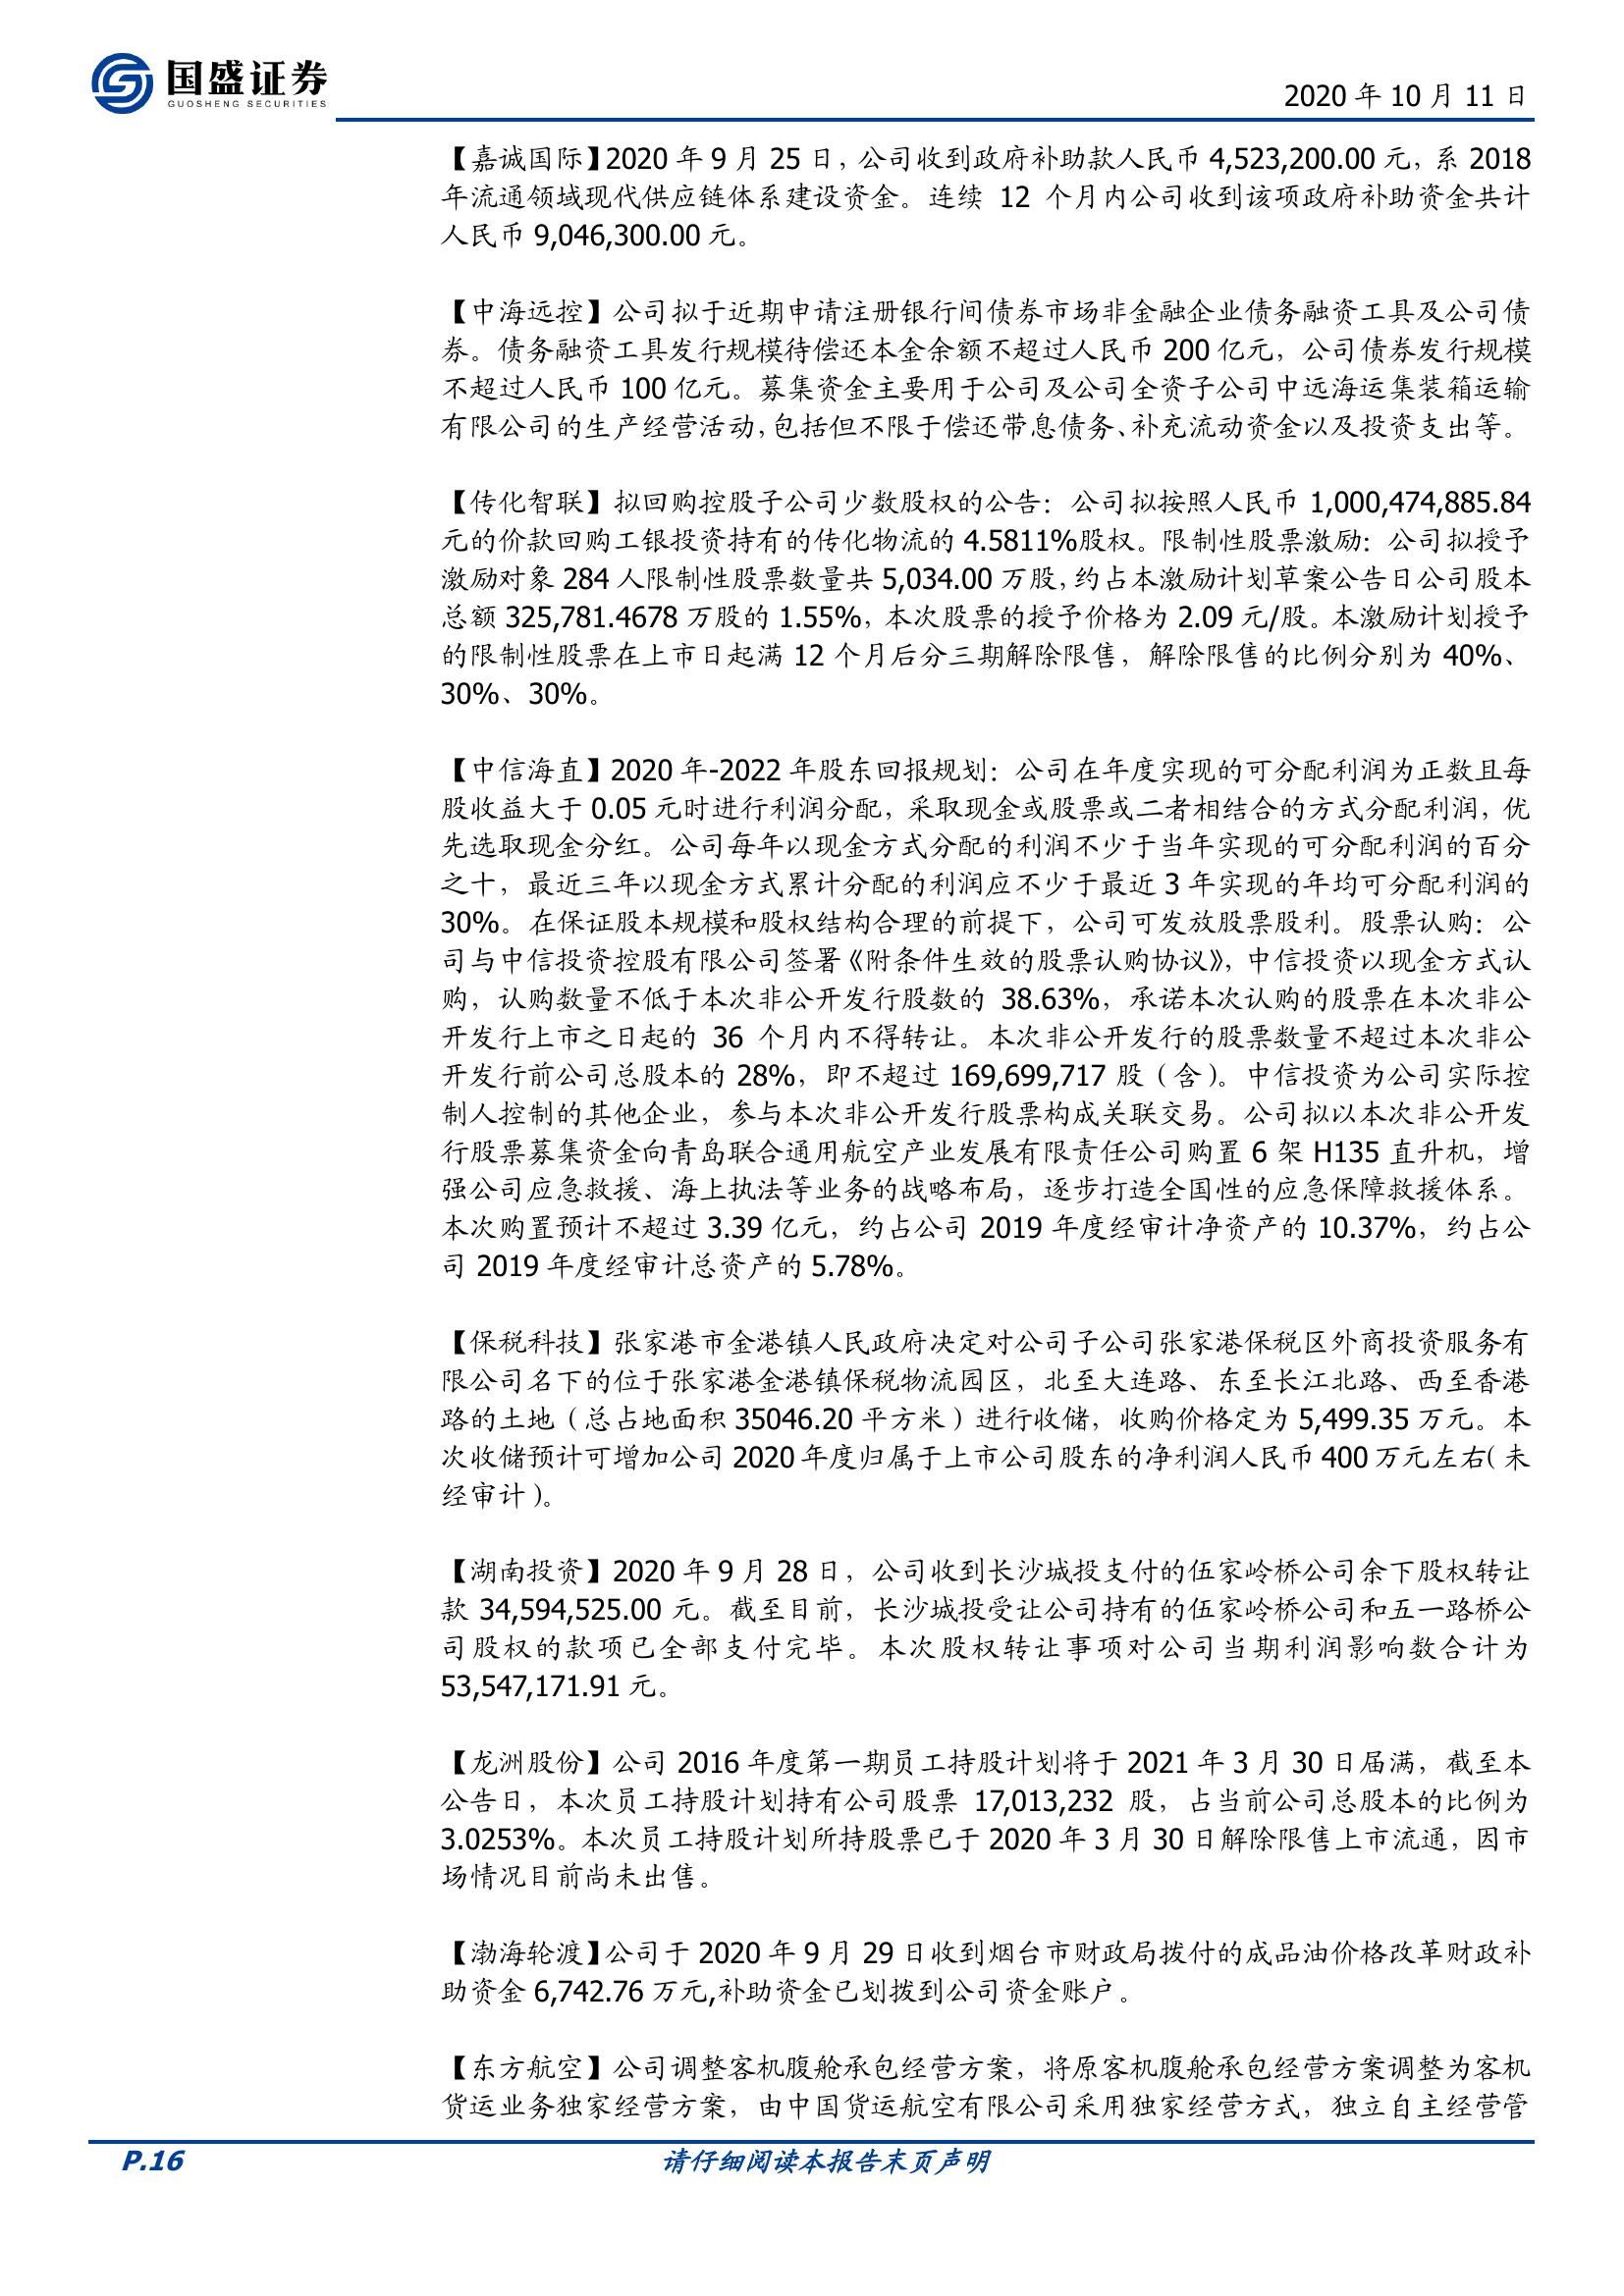 国盛证券
GUOSHENG SECURITIES
2020 年 10 月 11 日
【嘉诚国际】2020 年 9 月 25 日，公司收到政府补助款人民币 4,523,200.00 元，系 2018
年流通领域现代供应链体系建设资金。连续 12 个月内公司收到该项政府补助资金共计
人民币 9,046,300.00 元。
【中海远控】公司拟于近期申请注册银行间债券市场非金融企业债务融资工具及公司债
券。债务融资工具发行规模待偿还本金余额不超过人民币 200 亿元，公司债券发行规模
不超过人民币 100 亿元。募集资金主要用于公司及公司全资子公司中远海运集装箱运输
有限公司的生产经营活动，包括但不限于偿还带息债务、补充流动资金以及投资支出等。
【传化智联】拟回购控股子公司少数股权的公告：公司拟按照人民币 1,000,474,885.84
元的价款回购工银投资持有的传化物流的 4.5811%股权。限制性股票激励：公司拟授予
激励对象 284 人限制性股票数量共 5,034.00 万股，约占本激励计划草案公告日公司股本
总额 325,781.4678 万股的 1.55%，本次股票的授予价格为 2.09 元/股。本激励计划授予
的限制性股票在上市日起满 12 个月后分三期解除限售，解除限售的比例分别为 40%、
30%、30%。
【中信海直】2020 年-2022 年股东回报规划：公司在年度实现的可分配利润为正数且每
股收益大于 0.05 元时进行利润分配，采取现金或股票或二者相结合的方式分配利润，优
先选取现金分红。公司每年以现金方式分配的利润不少于当年实现的可分配利润的百分
之十，最近三年以现金方式累计分配的利润应不少于最近 3 年实现的年均可分配利润的
30%。在保证股本规模和股权结构合理的前提下，公司可发放股票股利。股票认购：公
司与中信投资控股有限公司签署《附条件生效的股票认购协议》，中信投资以现金方式认
购，认购数量不低于本次非公开发行股数的 38.63%，承诺本次认购的股票在本次非公
开发行上市之日起的 36 个月内不得转让。本次非公开发行的股票数量不超过本次非公
开发行前公司总股本的 28%，即不超过 169,699,717 股（含）。中信投资为公司实际控
制人控制的其他企业，参与本次非公开发行股票构成关联交易。公司拟以本次非公开发
行股票募集资金向青岛联合通用航空产业发展有限责任公司购置 6 架 H135 直升机，增
强公司应急救援、海上执法等业务的战略布局，逐步打造全国性的应急保障救援体系。
本次购置预计不超过 3.39 亿元，约占公司 2019 年度经审计净资产的 10.37%，约占公
司 2019 年度经审计总资产的 5.78%。
【保税科技】张家港市金港镇人民政府决定对公司子公司张家港保税区外商投资服务有
限公司名下的位于张家港金港镇保税物流园区，北至大连路、东至长江北路、西至香港
路的土地（总占地面积 35046.20 平方米）进行收储，收购价格定为 5,499.35 万元。本
次收储预计可增加公司 2020 年度归属于上市公司股东的净利润人民币 400 万元左右（未
经审计）。
【湖南投资】2020 年 9 月 28 日，公司收到长沙城投支付的伍家岭桥公司余下股权转让
款 34,594,525.00 元。截至目前，长沙城投受让公司持有的伍家岭桥公司和五一路桥公
司股权的款项已全部支付完毕。本次股权转让事项对公司当期利润影响数合计为
53,547,171.91 元。
【龙洲股份】公司 2016 年度第一期员工持股计划将于 2021 年 3 月 30 日届满，截至本
公告日，本次员工持股计划持有公司股票 17,013,232 股，占当前公司总股本的比例为
3.0253%。本次员工持股计划所持股票已于 2020 年 3 月 30 日解除限售上市流通，因市
场情况目前尚未出售。
【渤海轮渡】公司于 2020 年 9 月 29 日收到烟台市财政局拨付的成品油价格改革财政补
助资金 6,742.76 万元,补助资金已划拨到公司资金账户。
【东方航空】公司调整客机腹舱承包经营方案，将原客机腹舱承包经营方案调整为客机
货运业务独家经营方案，由中国货运航空有限公司采用独家经营方式，独立自主经营管
P.16
请仔细阅读本报告末页声明